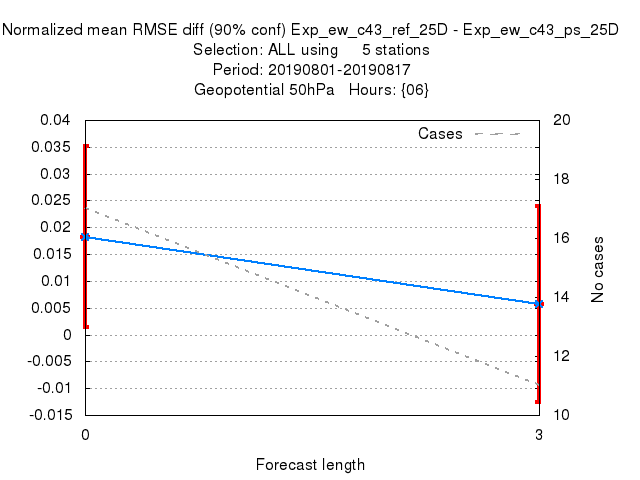 Normalized mean RMSE diff (90% conf) Exp_ew_c43_ref_25D - Exp_ew_c43_ps_25D
Selection: ALL using 5 stations
Period: 20190801-20190817
Geopotential 50hPa Hours: {06}
Cases
0.04
0.035
0.03
0.025
0.02
0.015
0.01
0.005
0
-0.005
-0.01
-0.015
20
18
16
14
12
10
No cases
0 3
Forecast length